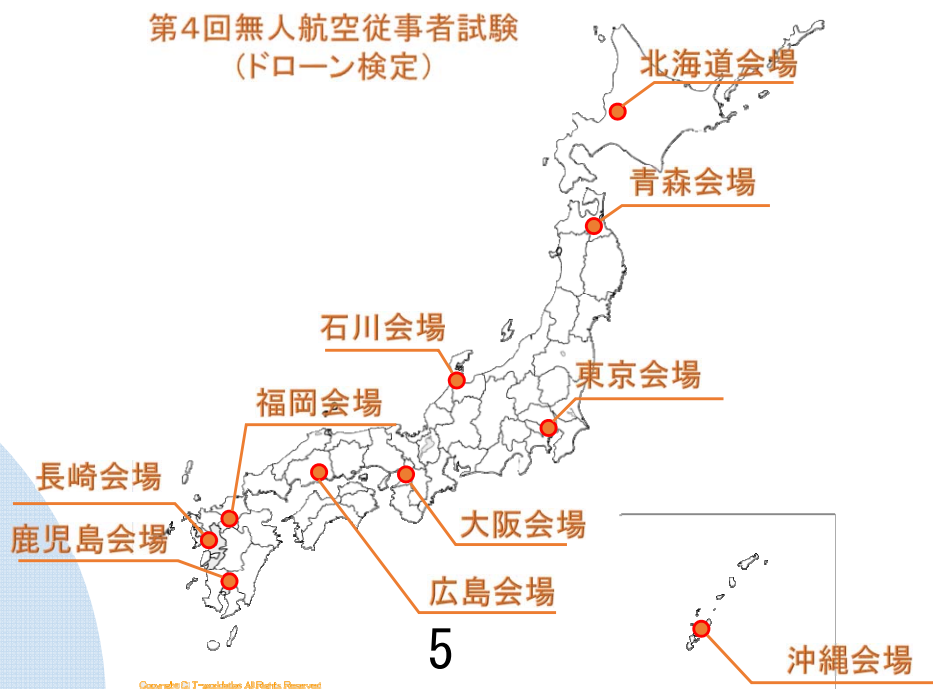 第4回無人航空従事者試験
(ドローン検定)
北海道会場
青森会場
石川会場
東京会場
福岡会場
長崎会場
大阪会場
鹿児島会場
広島会場
5
沖縄会場
All Rights Reserved